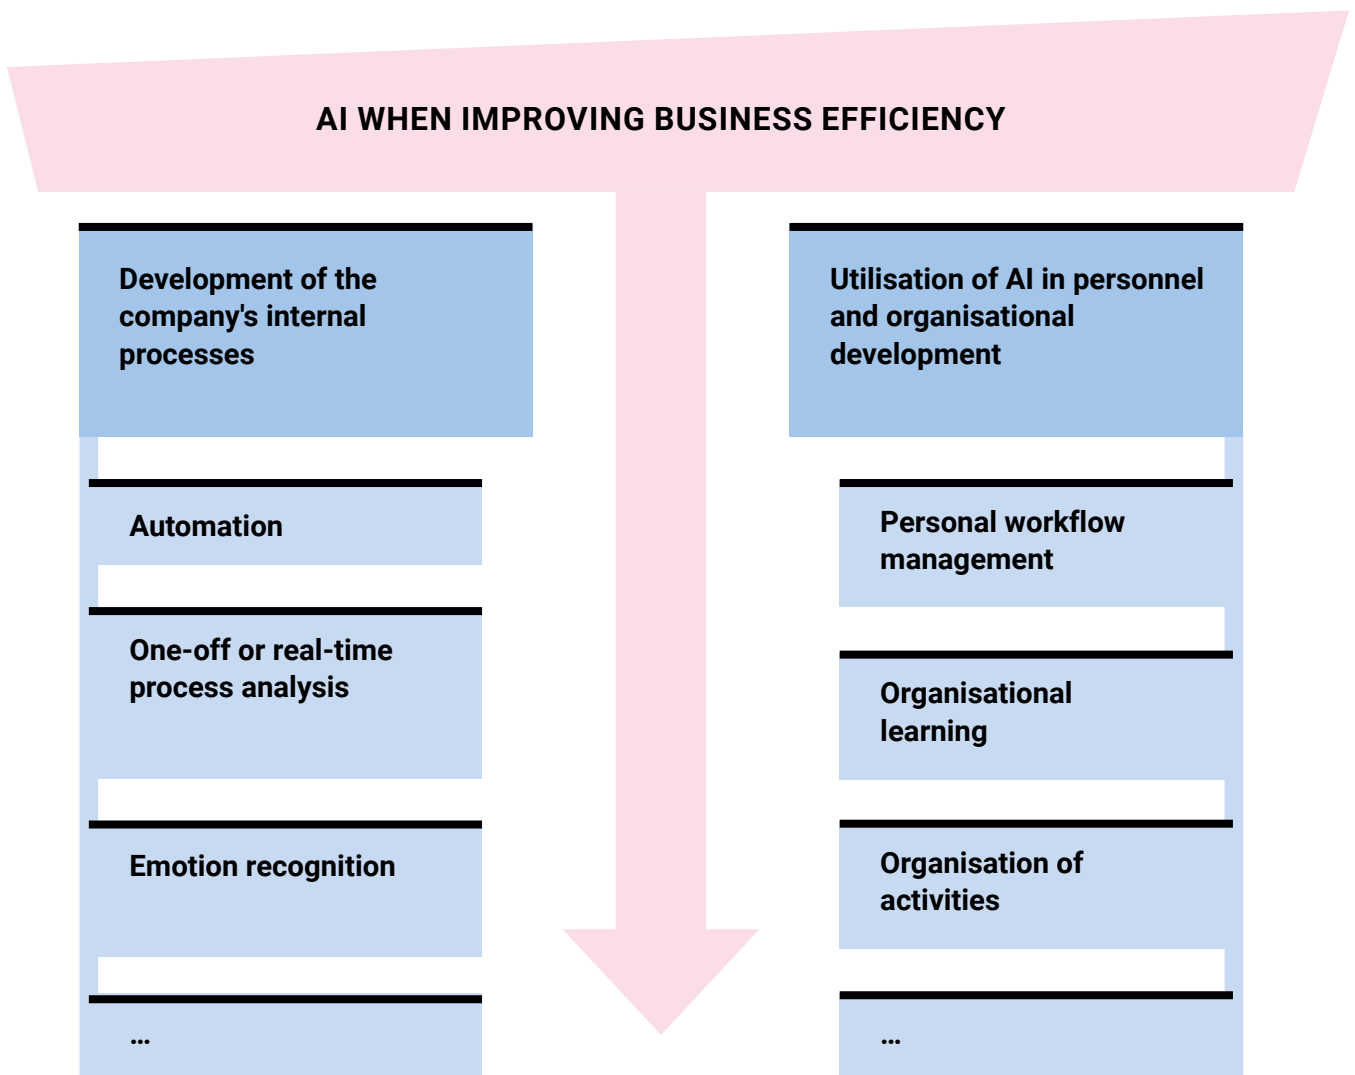 AI WHEN IMPROVING BUSINESS EFFICIENCY
Development of the
company's internal
processes
Automation
One-off or real-time
process analysis
Emotion recognition
...
Utilisation of AI in personnel
and organisational
development
Personal workflow
management
Organisational
learning
Organisation of
activities
...